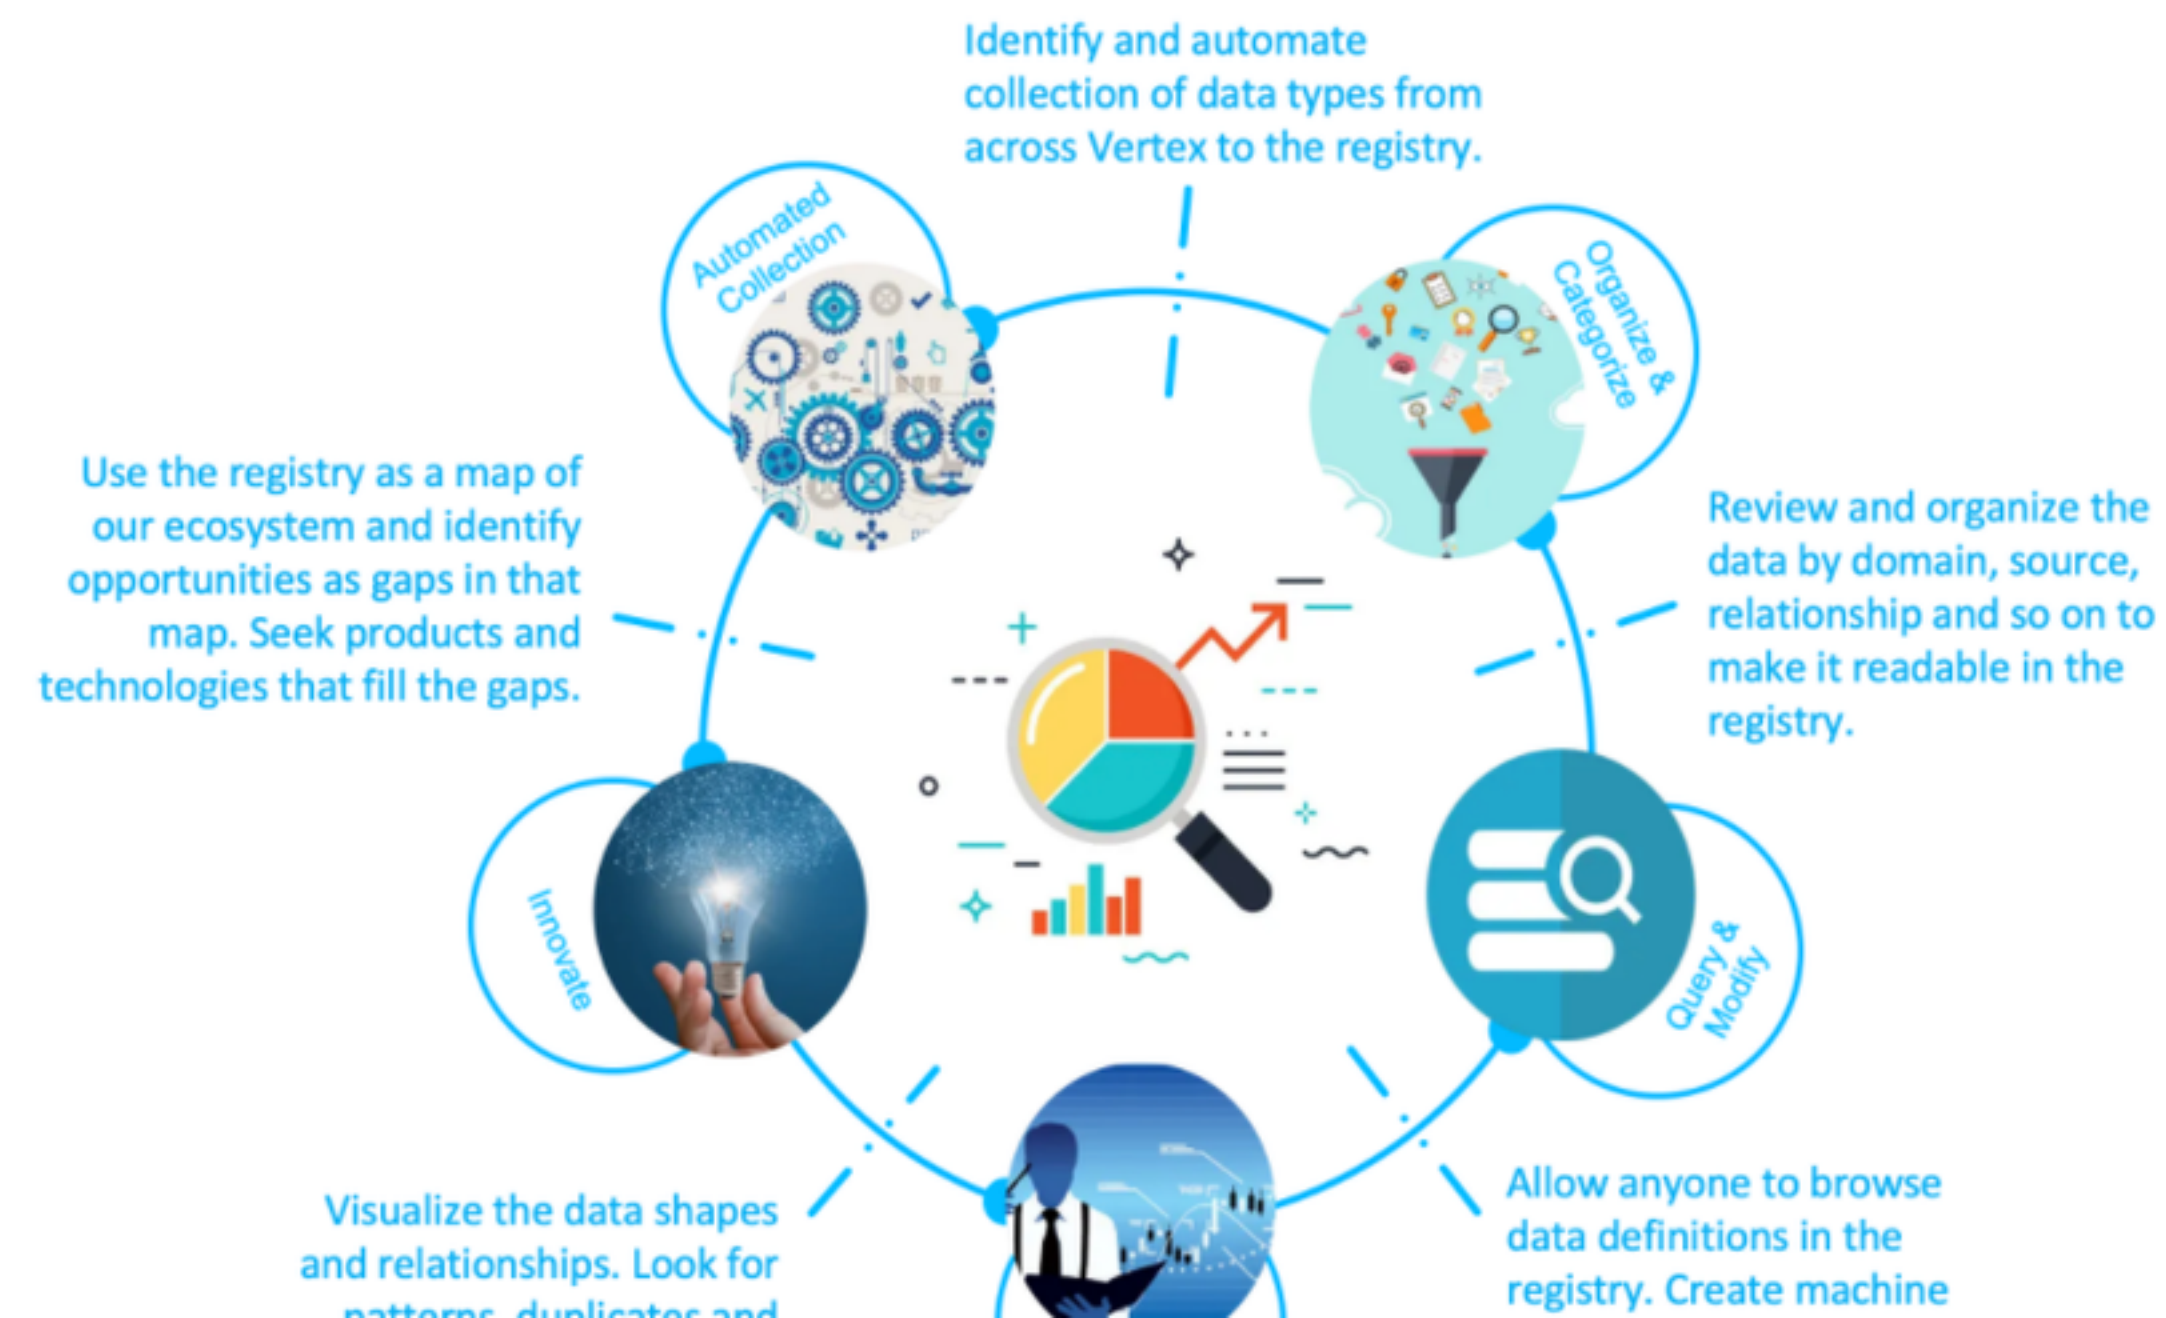 Identify and automate
collection of data types from
across Vertex to the registry.
Automated
Collection
Organize &
Categorize
Use the registry as a map of
our ecosystem and identify
opportunities as gaps in that
map. Seek products and
technologies that fill the gaps.
Review and organize the
data by domain, source,
relationship and so on to
make it readable in the
registry.
Innovate
Query &
Modify
Visualize the data shapes
and relationships. Look for
patterns, duplicates and
Allow anyone to browse
data definitions in the
registry. Create machine